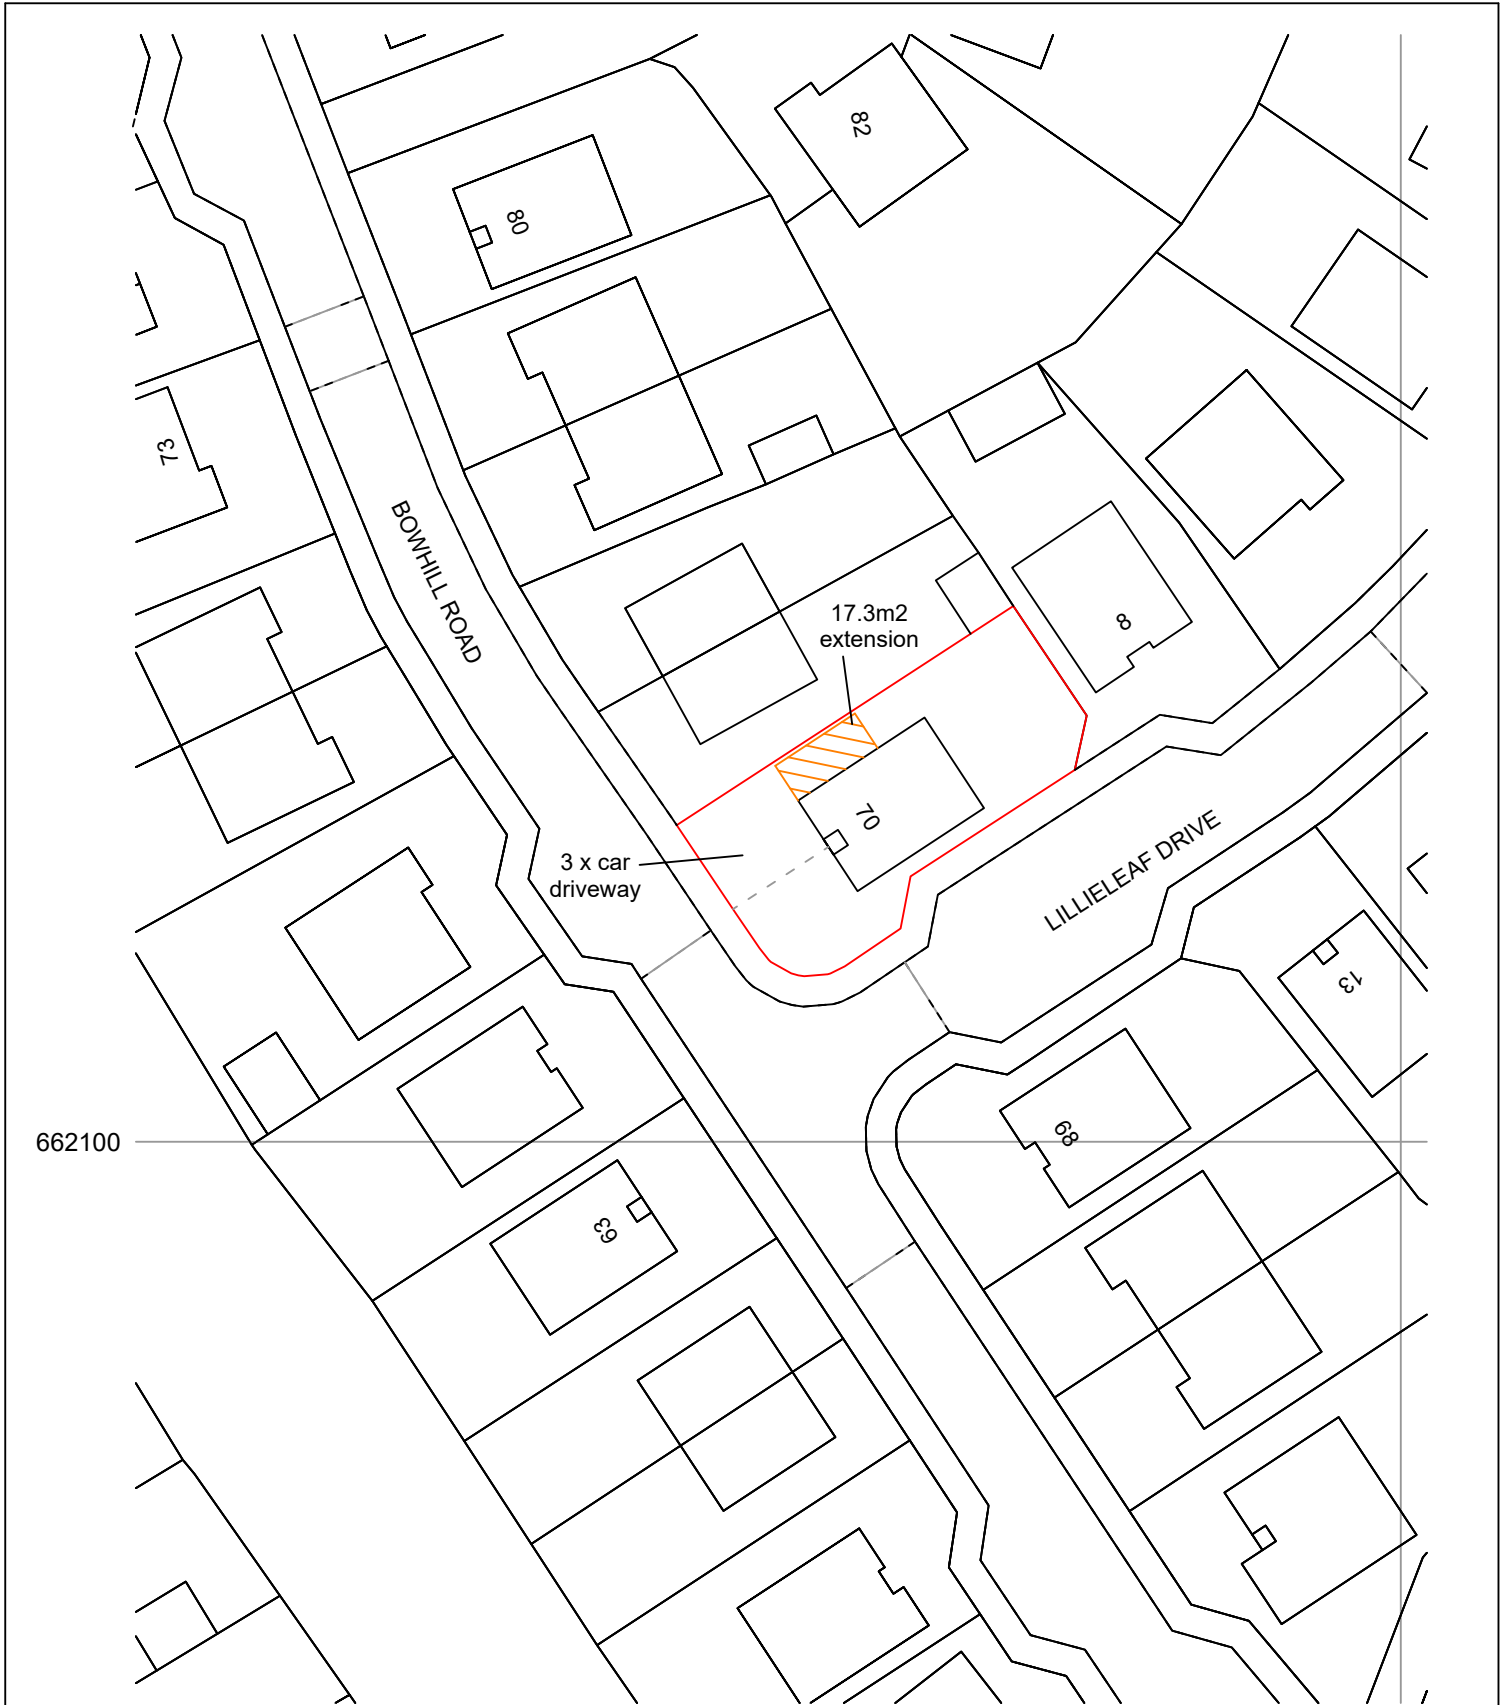 82
80
73
BOWHILL ROAD
17.3m2
extension
8
70
3 x car
driveway
LILLIELEAF DRIVE
13
68
662100
63